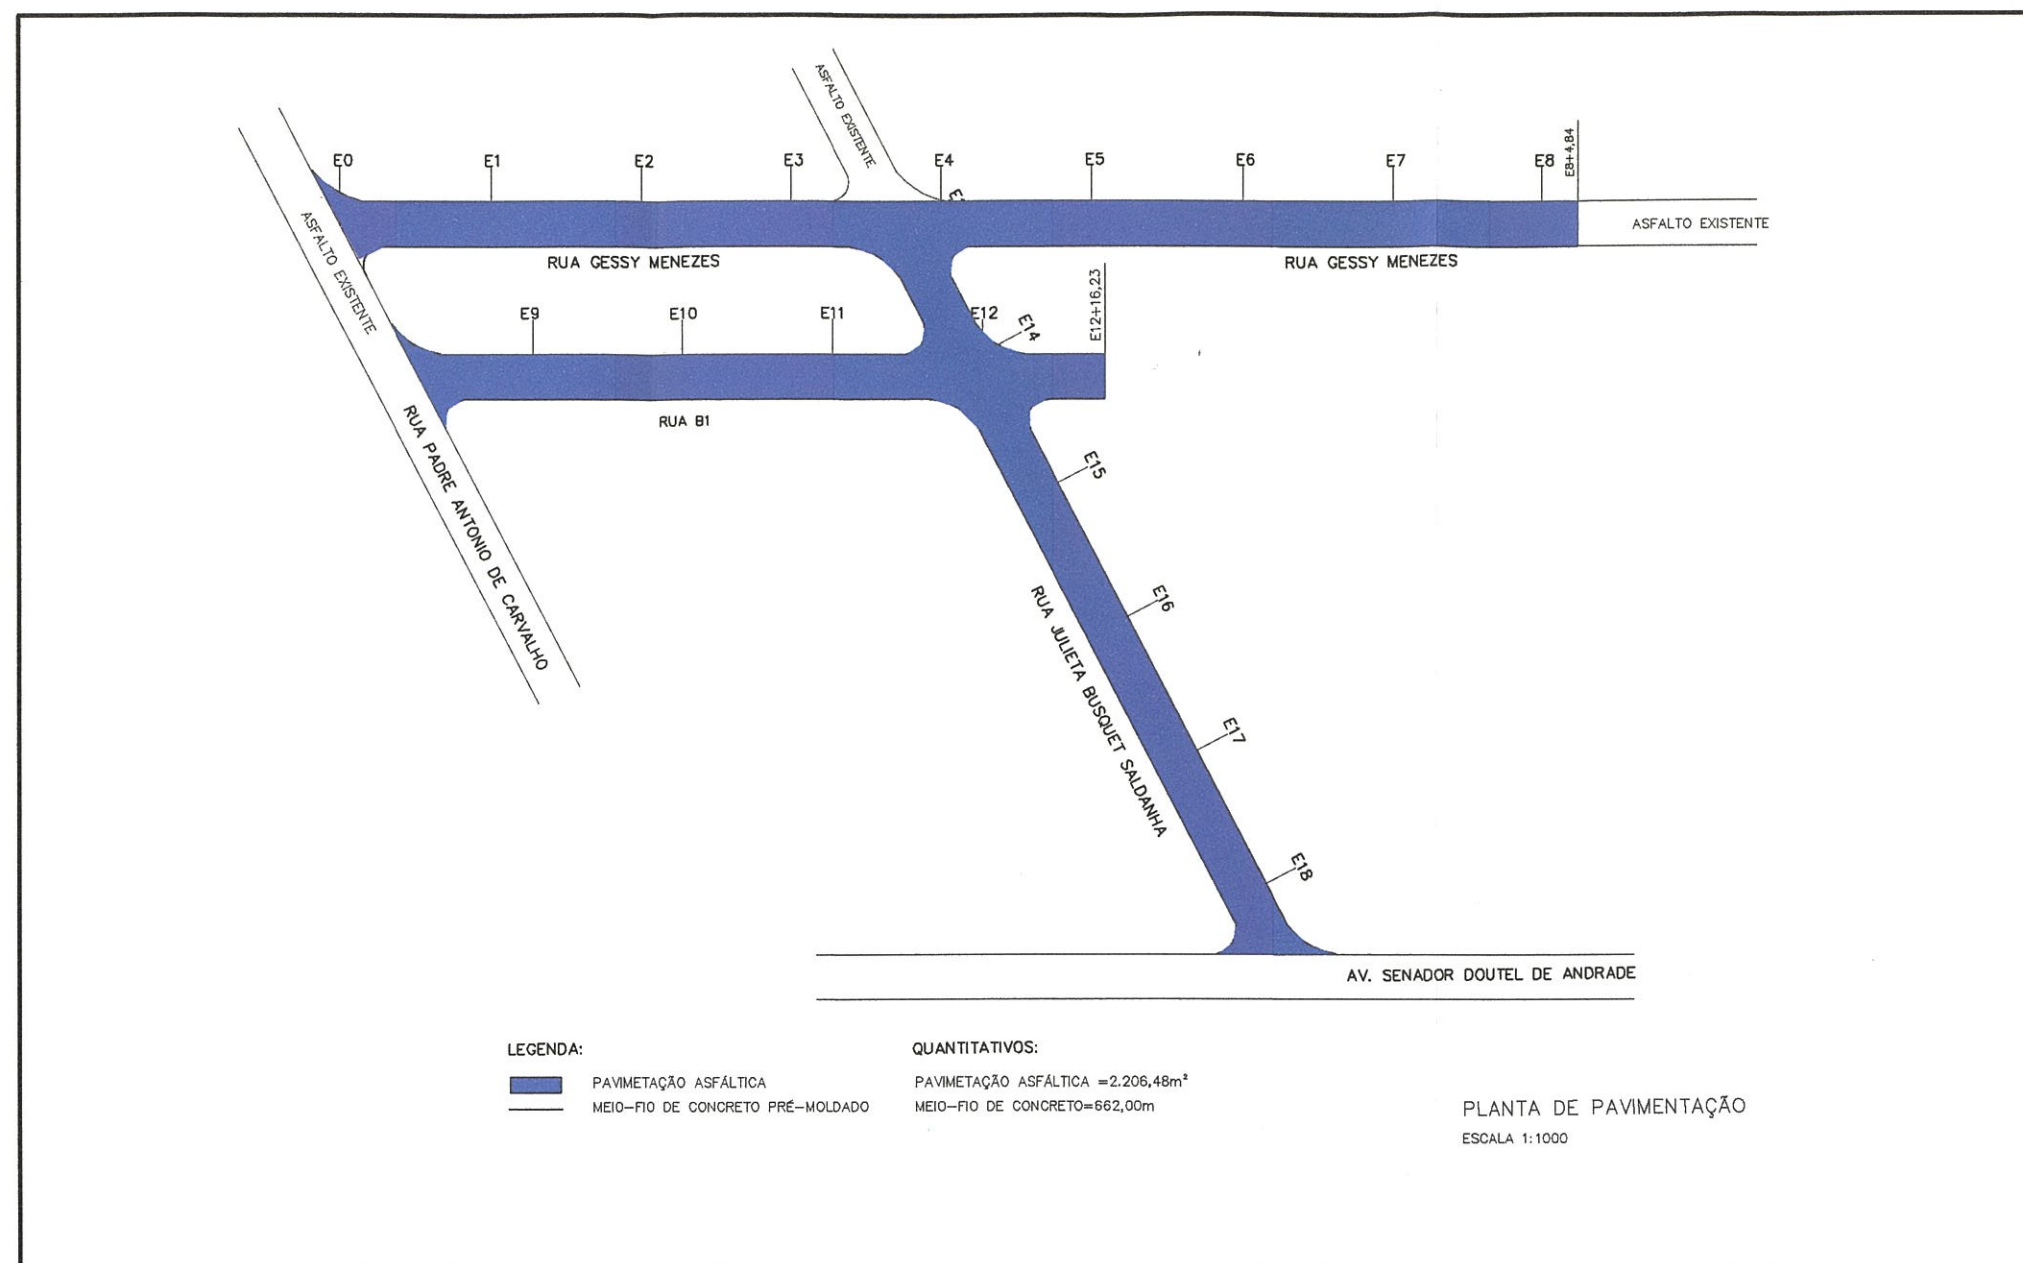 ASFALTO EXISTENTE
E0
E1
E2
E3
E4
E5
E6
E7
E8
E8+4,84
ASFALTO EXISTENTE
ASFALTO EXISTENTE
RUA GESSY MENEZES
RUA GESSY MENEZES
E9
E10
E11
E12
E14
E12+16,23
RUA B1
RUA PADRE ANTONIO DE CARVALHO
E15
E16
E17
E18
RUA JULIETA BUSQUET SALDANHA
AV. SENADOR DOUTEL DE ANDRADE
LEGENDA:
PAVIMETAÇÃO ASFÁLTICA
MEIO-FIO DE CONCRETO PRÉ-MOLDADO
QUANTITATIVOS:
PAVIMETAÇÃO ASFÁLTICA =2.206,48m²
MEIO-FIO DE CONCRETO=662,00m
PLANTA DE PAVIMENTAÇÃO
ESCALA 1:1000